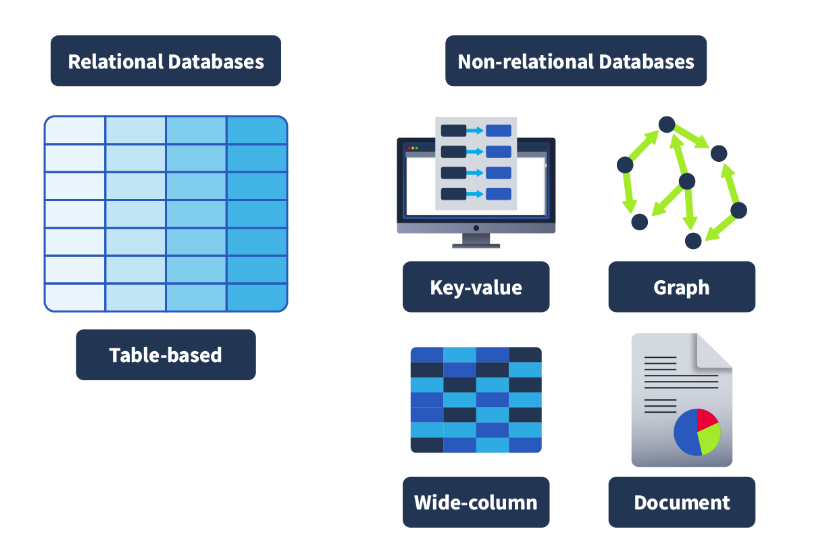 Relational Databases
Non-relational Databases
Key-value
Graph
Table-based
Wide-column
Document